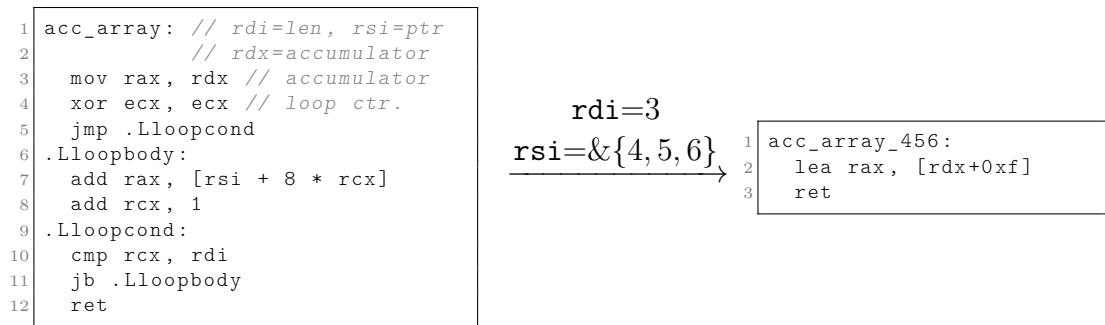 1 acc_array: // rdi=len, rsi=ptr
2 // rdx=accumulator
3 mov rax, rdx // accumulator
4 xor ecx, ecx // loop ctr.
5 jmp .Lloopcond
6 .Lloopbody:
7 add rax, [rsi + 8 * rcx]
8 add rcx, 1
9 .Lloopcond:
10 cmp rcx, rdi
11 jb .Lloopbody
12 ret
rdi=3
rsi=&{4, 5, 6}
1 acc_array_456:
2 lea rax, [rdx+0xf]
3 ret